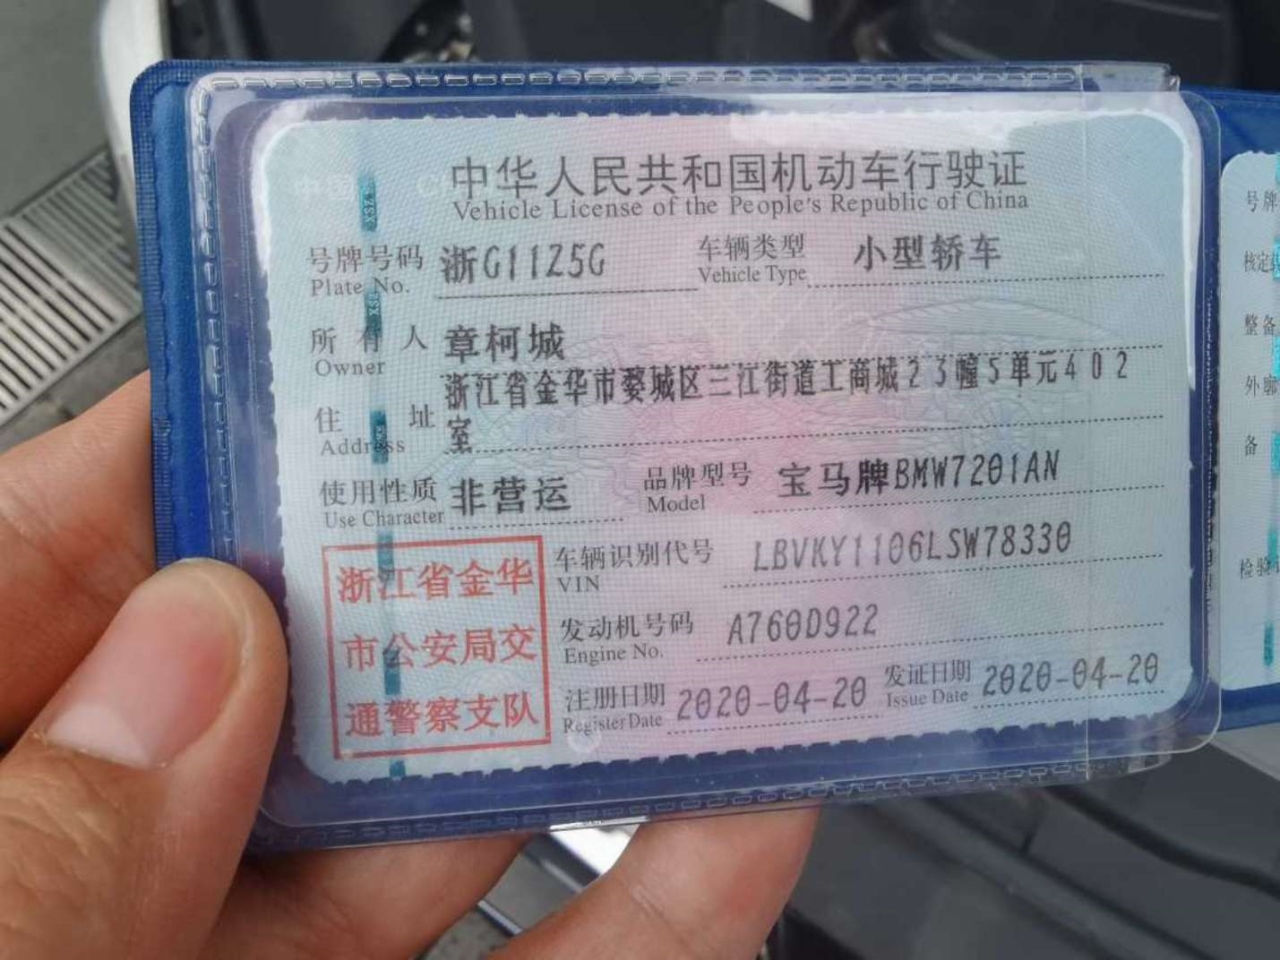 中华人民共和国机动车行驶证
Vehicle License of the People's Republic of China
号牌号码 浙G11Z5G 车辆类型 小型轿车
Plate No. Vehicle Type
所有人 章柯城
Owner
住址 浙江省金华市婺城区三江街道工商城23幢5单元402
Address 室
使用性质 非营运 品牌型号 宝马牌BMW7201AN
Use Character Model
浙江省金华
市公安局交
通警察支队
车辆识别代号 LBVKY1106LSW78330
VIN
发动机号码 A760D922
Engine No.
注册日期 2020-04-20 发证日期 2020-04-20
Register Date Issue Date
号牌
核定
整备
外廓
备
检验